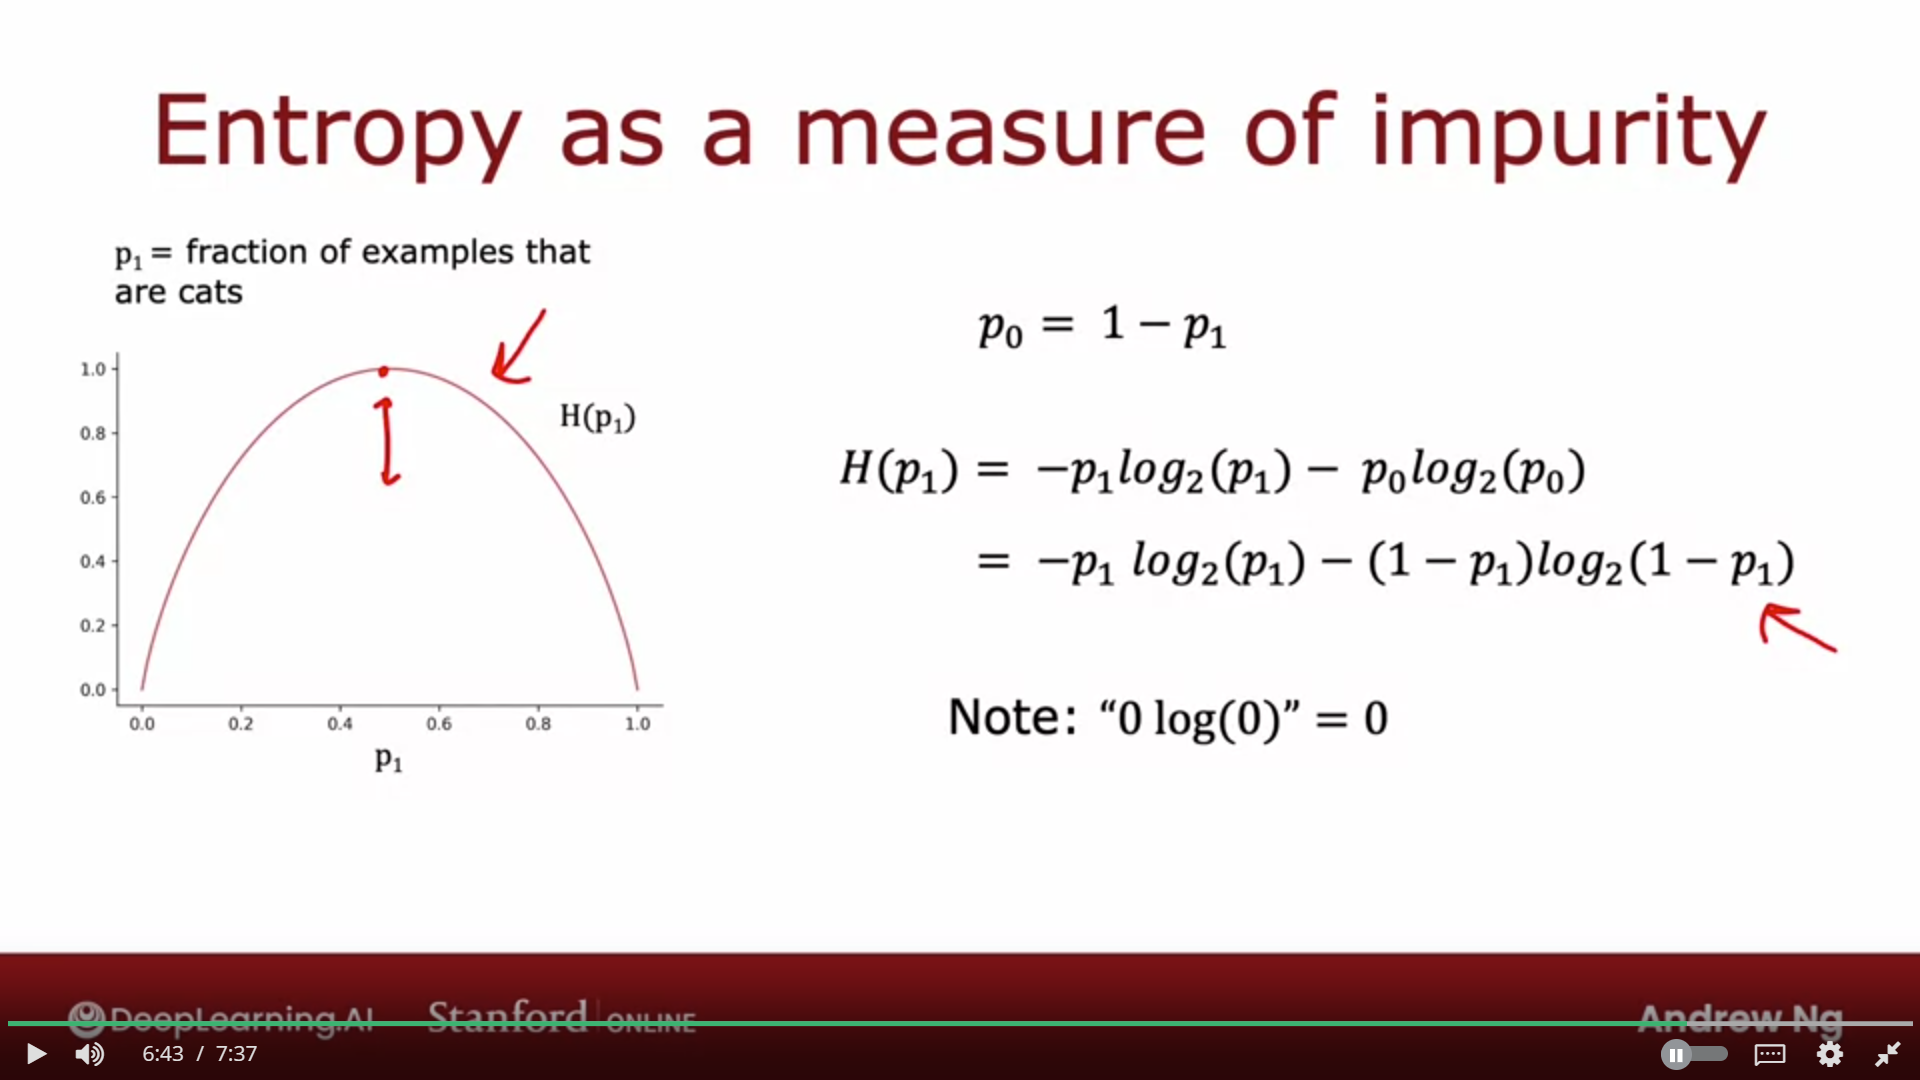 Entropy as a measure of impurity
p₁ = fraction of examples that
are cats
1.0
0.8
0.6
0.4
0.2
0.0
0.0 0.2 0.4 0.6 0.8 1.0
p₁
H(p₁)
p₀ = 1 − p₁
H(p₁) = −p₁log₂(p₁) − p₀log₂(p₀)
= −p₁ log₂(p₁) − (1 − p₁)log₂(1 − p₁)
Note: “0 log(0)” = 0
DeepLearning.AI Stanford ONLINE Andrew Ng
6:43 / 7:37